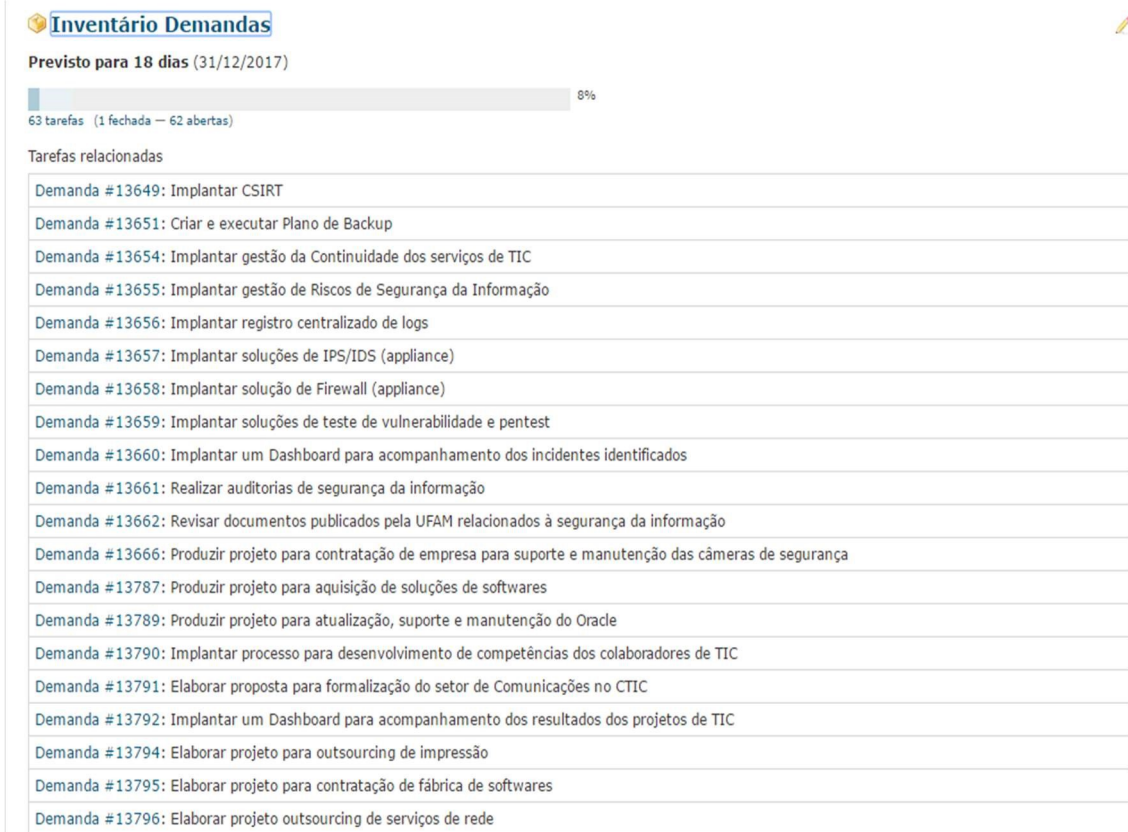 Inventário Demandas
Previsto para 18 dias (31/12/2017)
8%
63 tarefas (1 fechada — 62 abertas)
Tarefas relacionadas
Demanda #13649: Implantar CSIRT
Demanda #13651: Criar e executar Plano de Backup
Demanda #13654: Implantar gestão da Continuidade dos serviços de TIC
Demanda #13655: Implantar gestão de Riscos de Segurança da Informação
Demanda #13656: Implantar registro centralizado de logs
Demanda #13657: Implantar soluções de IPS/IDS (appliance)
Demanda #13658: Implantar solução de Firewall (appliance)
Demanda #13659: Implantar soluções de teste de vulnerabilidade e pentest
Demanda #13660: Implantar um Dashboard para acompanhamento dos incidentes identificados
Demanda #13661: Realizar auditorias de segurança da informação
Demanda #13662: Revisar documentos publicados pela UFAM relacionados à segurança da informação
Demanda #13666: Produzir projeto para contratação de empresa para suporte e manutenção das câmeras de segurança
Demanda #13787: Produzir projeto para aquisição de soluções de softwares
Demanda #13789: Produzir projeto para atualização, suporte e manutenção do Oracle
Demanda #13790: Implantar processo para desenvolvimento de competências dos colaboradores de TIC
Demanda #13791: Elaborar proposta para formalização do setor de Comunicações no CTIC
Demanda #13792: Implantar um Dashboard para acompanhamento dos resultados dos projetos de TIC
Demanda #13794: Elaborar projeto para outsourcing de impressão
Demanda #13795: Elaborar projeto para contratação de fábrica de softwares
Demanda #13796: Elaborar projeto outsourcing de serviços de rede